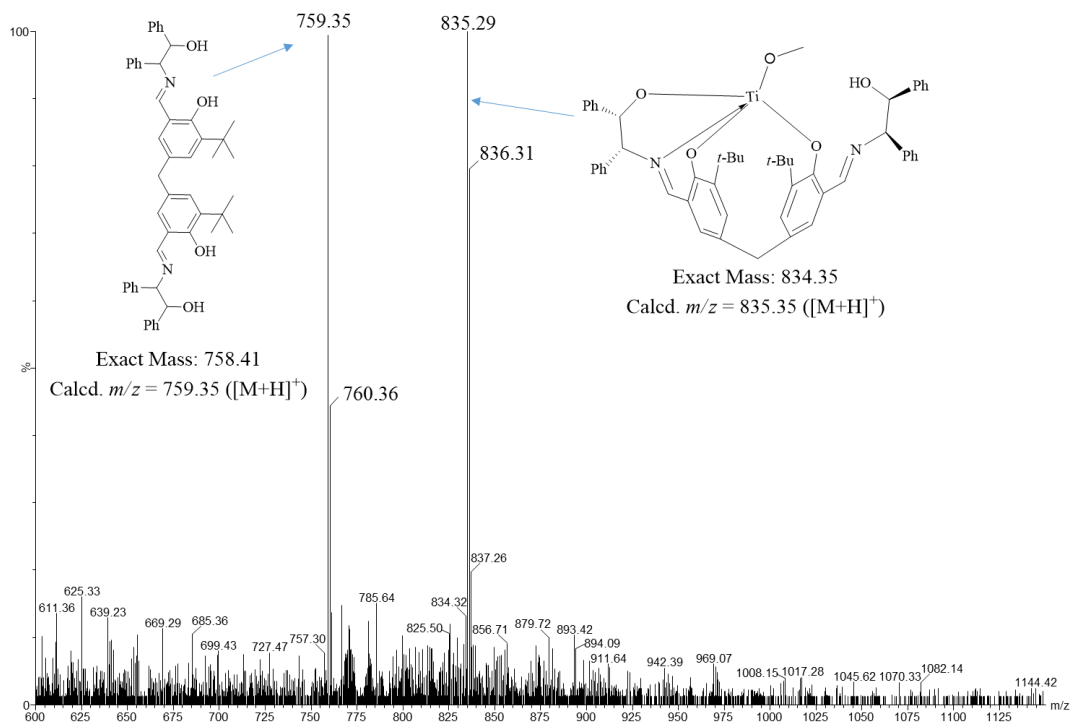 759.35
835.29
100
Ph
OH
Ph
N
OH
OH
N
Ph
OH
Ph
Exact Mass: 758.41
Calcd. m/z = 759.35 ([M+H]+)
O
Ti
O
Ph
HO
Ph
Ph
N
O
t-Bu
t-Bu
O
N
Ph
Exact Mass: 834.35
Calcd. m/z = 835.35 ([M+H]+)
836.31
%
760.36
837.26
611.36
625.33
639.23
669.29
685.36
699.43
727.47
757.30
785.64
825.50
834.32
856.71
879.72
893.42
894.09
911.64
942.39
969.07
1008.15
1017.28
1045.62
1070.33
1082.14
1144.42
0
600 625 650 675 700 725 750 775 800 825 850 875 900 925 950 975 1000 1025 1050 1075 1100 1125
m/z